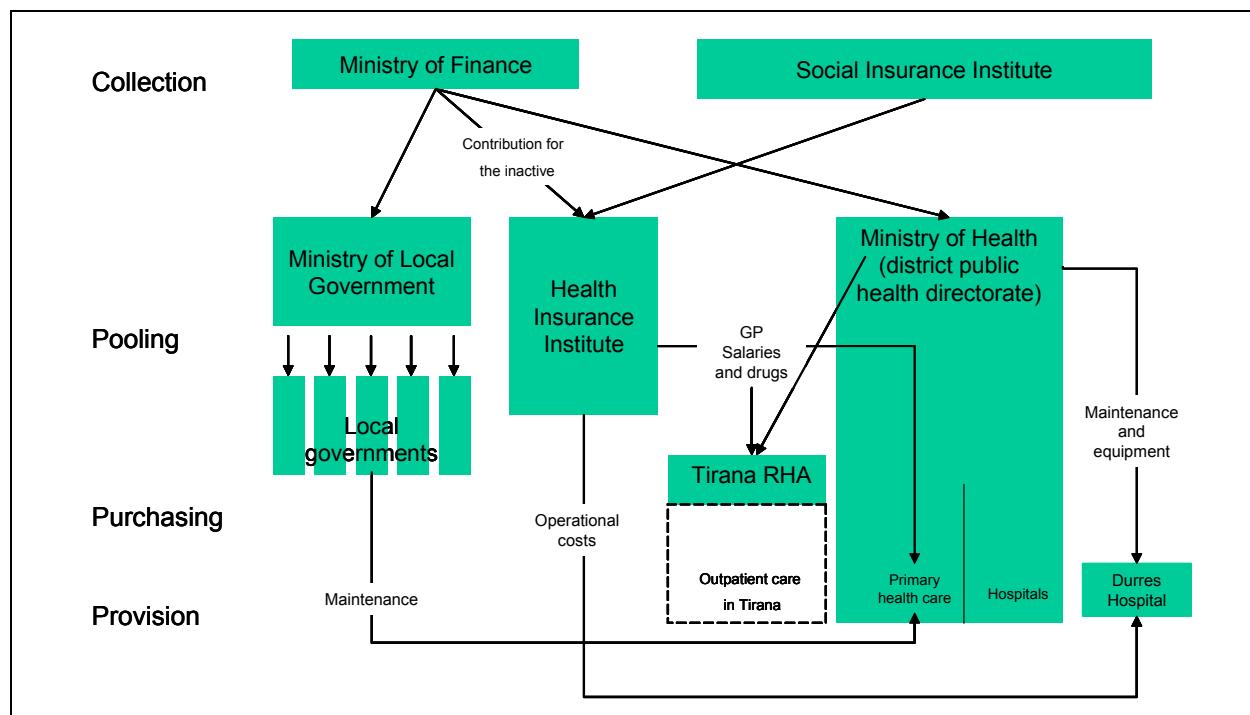 Collection
Ministry of Finance
Social Insurance Institute
Contribution for
the inactive
Pooling
Ministry of Local
Government
Health
Insurance
Institute
Ministry of Health
(district public
health directorate)
GP
Salaries
and drugs
Local
governments
Maintenance
and
equipment
Purchasing
Tirana RHA
Operational
costs
Provision
Maintenance
Outpatient care
in Tirana
Primary
health care
Hospitals
Durres
Hospital